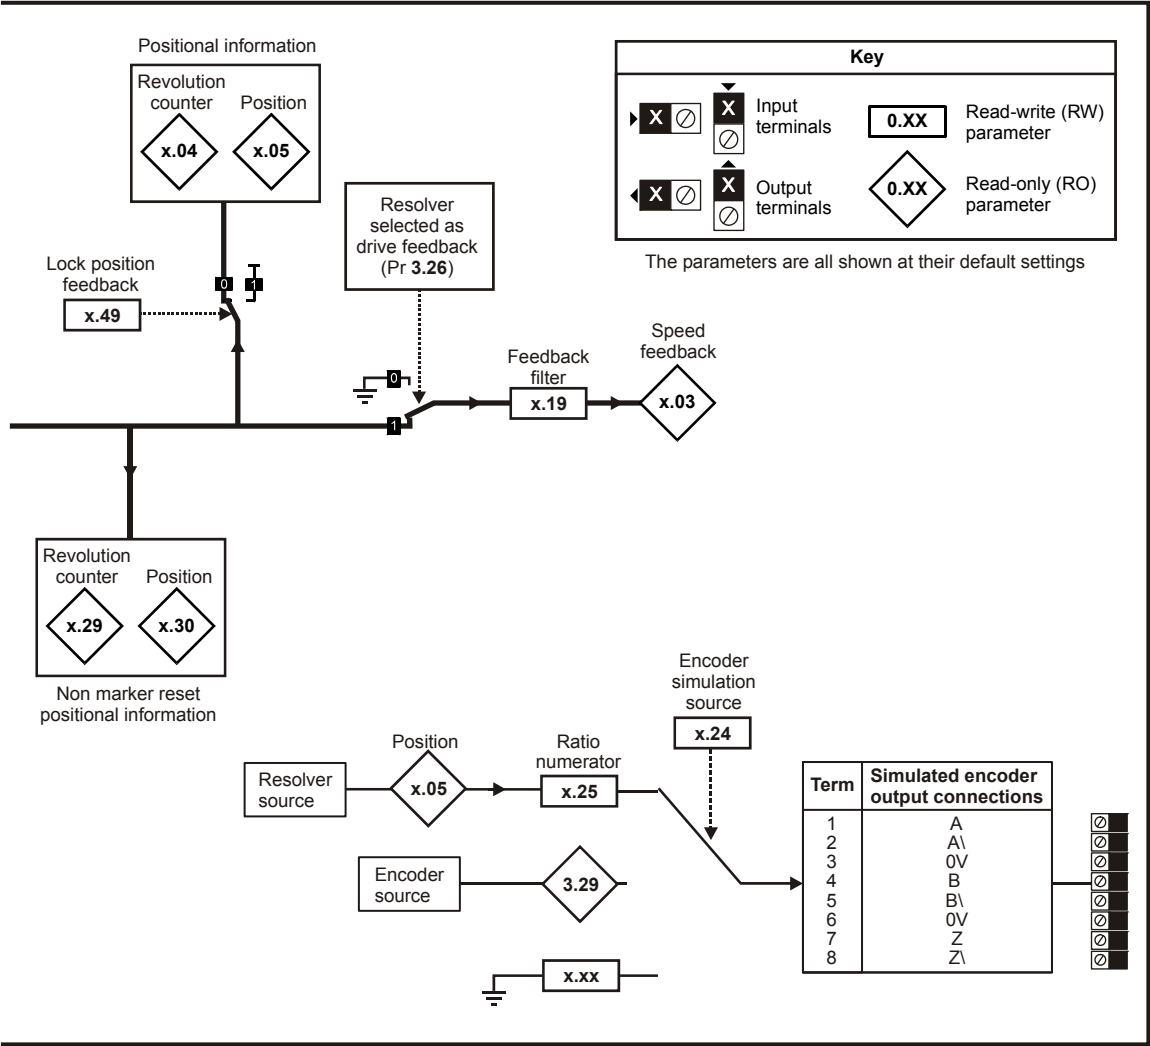 Positional information
Revolution
counter
Position
x.04
x.05
Key
X
Input
terminals
X
0.XX
Read-write (RW)
parameter
X
Output
terminals
X
0.XX
Read-only (RO)
parameter
The parameters are all shown at their default settings
Resolver
selected as
drive feedback
(Pr 3.26)
Lock position
feedback
x.49
0
1
0
1
Feedback
filter
x.19
Speed
feedback
x.03
Revolution
counter
Position
x.29
x.30
Non marker reset
positional information
Encoder
simulation
source
x.24
Resolver
source
Position
x.05
Ratio
numerator
x.25
Encoder
source
3.29
x.xx
Term Simulated encoder
output connections
1 A
2 A\
3 0V
4 B
5 B\
6 0V
7 Z
8 Z\